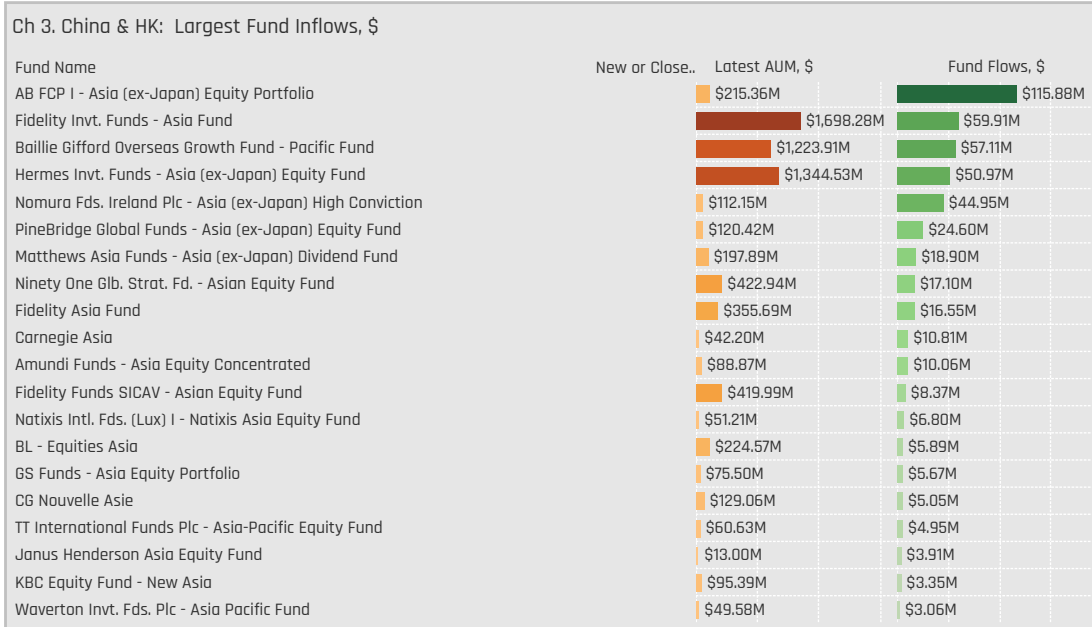 Ch 3. China & HK:  Largest Fund Inflows, $
Fund Name New or Close.. Latest AUM, $ Fund Flows, $
AB FCP I - Asia (ex-Japan) Equity Portfolio $215.36M $115.88M
Fidelity Invt. Funds - Asia Fund $1,698.28M $59.91M
Baillie Gifford Overseas Growth Fund - Pacific Fund $1,223.91M $57.11M
Hermes Invt. Funds - Asia (ex-Japan) Equity Fund $1,344.53M $50.97M
Nomura Fds. Ireland Plc - Asia (ex-Japan) High Conviction $112.15M $44.95M
PineBridge Global Funds - Asia (ex-Japan) Equity Fund $120.42M $24.60M
Matthews Asia Funds - Asia (ex-Japan) Dividend Fund $197.89M $18.90M
Ninety One Glb. Strat. Fd. - Asian Equity Fund $422.94M $17.10M
Fidelity Asia Fund $355.69M $16.55M
Carnegie Asia $42.20M $10.81M
Amundi Funds - Asia Equity Concentrated $88.87M $10.06M
Fidelity Funds SICAV - Asian Equity Fund $419.99M $8.37M
Natixis Intl. Fds. (Lux) I - Natixis Asia Equity Fund $51.21M $6.80M
BL - Equities Asia $224.57M $5.89M
GS Funds - Asia Equity Portfolio $75.50M $5.67M
CG Nouvelle Asie $129.06M $5.05M
TT International Funds Plc - Asia-Pacific Equity Fund $60.63M $4.95M
Janus Henderson Asia Equity Fund $13.00M $3.91M
KBC Equity Fund - New Asia $95.39M $3.35M
Waverton Invt. Fds. Plc - Asia Pacific Fund $49.58M $3.06M